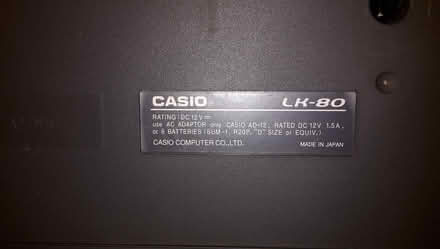 CASIO LK-80
RATING : DC 12V ⎓
use AC ADAPTOR only CASIO AD-12, RATED DC 12V 1.5A,
or 8 BATTERIES (SUM-1, R20P, "D" SIZE or EQUIV.)
CASIO COMPUTER CO.,LTD. MADE IN JAPAN